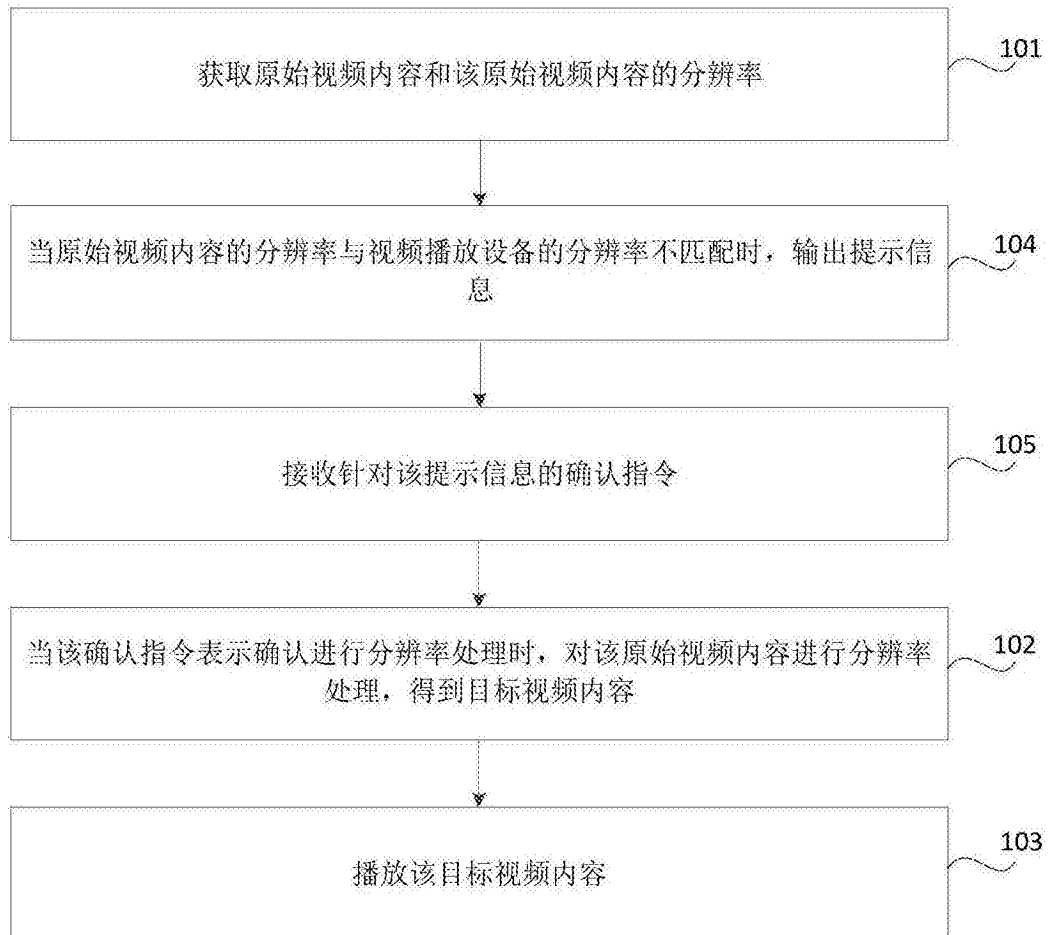 获取原始视频内容和该原始视频内容的分辨率
101
当原始视频内容的分辨率与视频播放设备的分辨率不匹配时，输出提示信
息
104
接收针对该提示信息的确认指令
105
当该确认指令表示确认进行分辨率处理时，对该原始视频内容进行分辨率
处理，得到目标视频内容
102
播放该目标视频内容
103